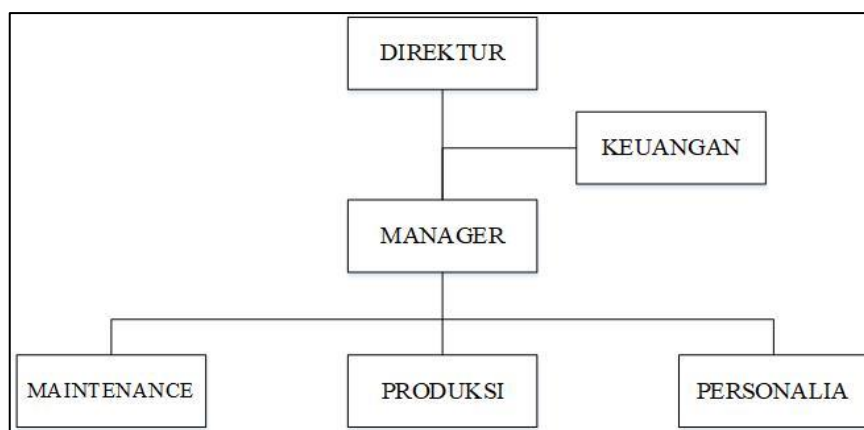 DIREKTUR
KEUANGAN
MANAGER
MAINTENANCE
PRODUKSI
PERSONALIA